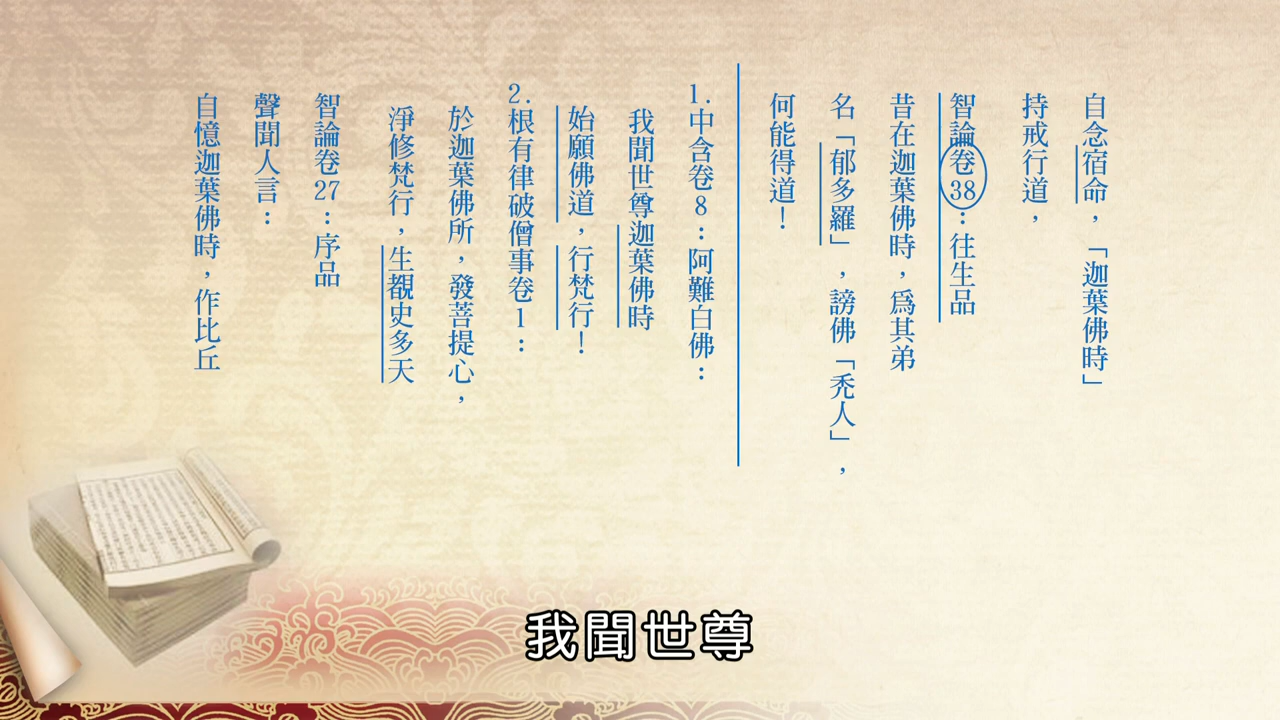 自念宿命，「迦葉佛時」
持戒行道，
智論卷38：往生品
昔在迦葉佛時，爲其弟
名「郁多羅」，謗佛「禿人」，
何能得道！
1.中含卷8：阿難白佛：
我聞世尊迦葉佛時
始願佛道，行梵行！
2.根有律破僧事卷1：
於迦葉佛所，發菩提心，
淨修梵行，生覩史多天
智論卷27：序品
聲聞人言：
自憶迦葉佛時，作比丘
我聞世尊